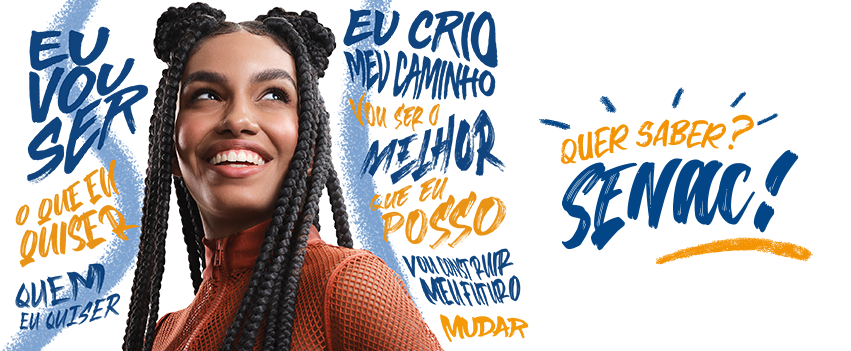 EU
VOU
SER
O QUE EU
QUISER
QUEM
EU QUISER
EU CRIO
MEU CAMINHO
VOU SER O
MELHOR
QUE EU
POSSO
VOU CONSTRUIR
MEU FUTURO
MUDAR
QUER SABER?
SENAC!